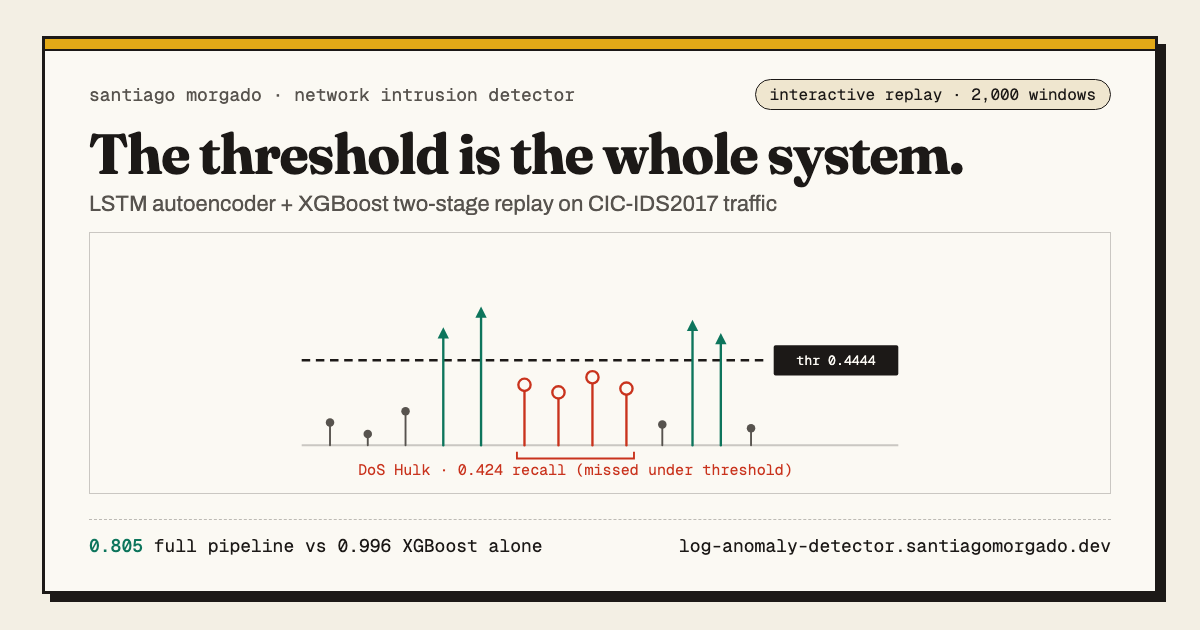 santiago morgado · network intrusion detector
interactive replay · 2,000 windows
The threshold is the whole system.
LSTM autoencoder + XGBoost two-stage replay on CIC-IDS2017 traffic
thr 0.4444
DoS Hulk · 0.424 recall (missed under threshold)
0.805 full pipeline vs 0.996 XGBoost alone
log-anomaly-detector.santiagomorgado.dev